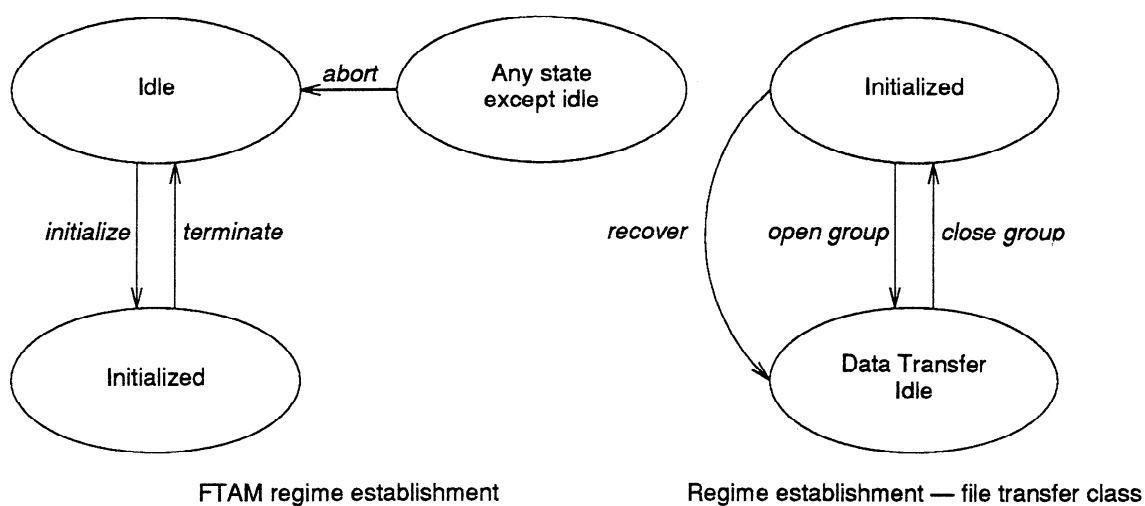 Idle
abort
Any state
except idle
initialize
terminate
Initialized
FTAM regime establishment
Initialized
recover
open group
close group
Data Transfer
Idle
Regime establishment — file transfer class